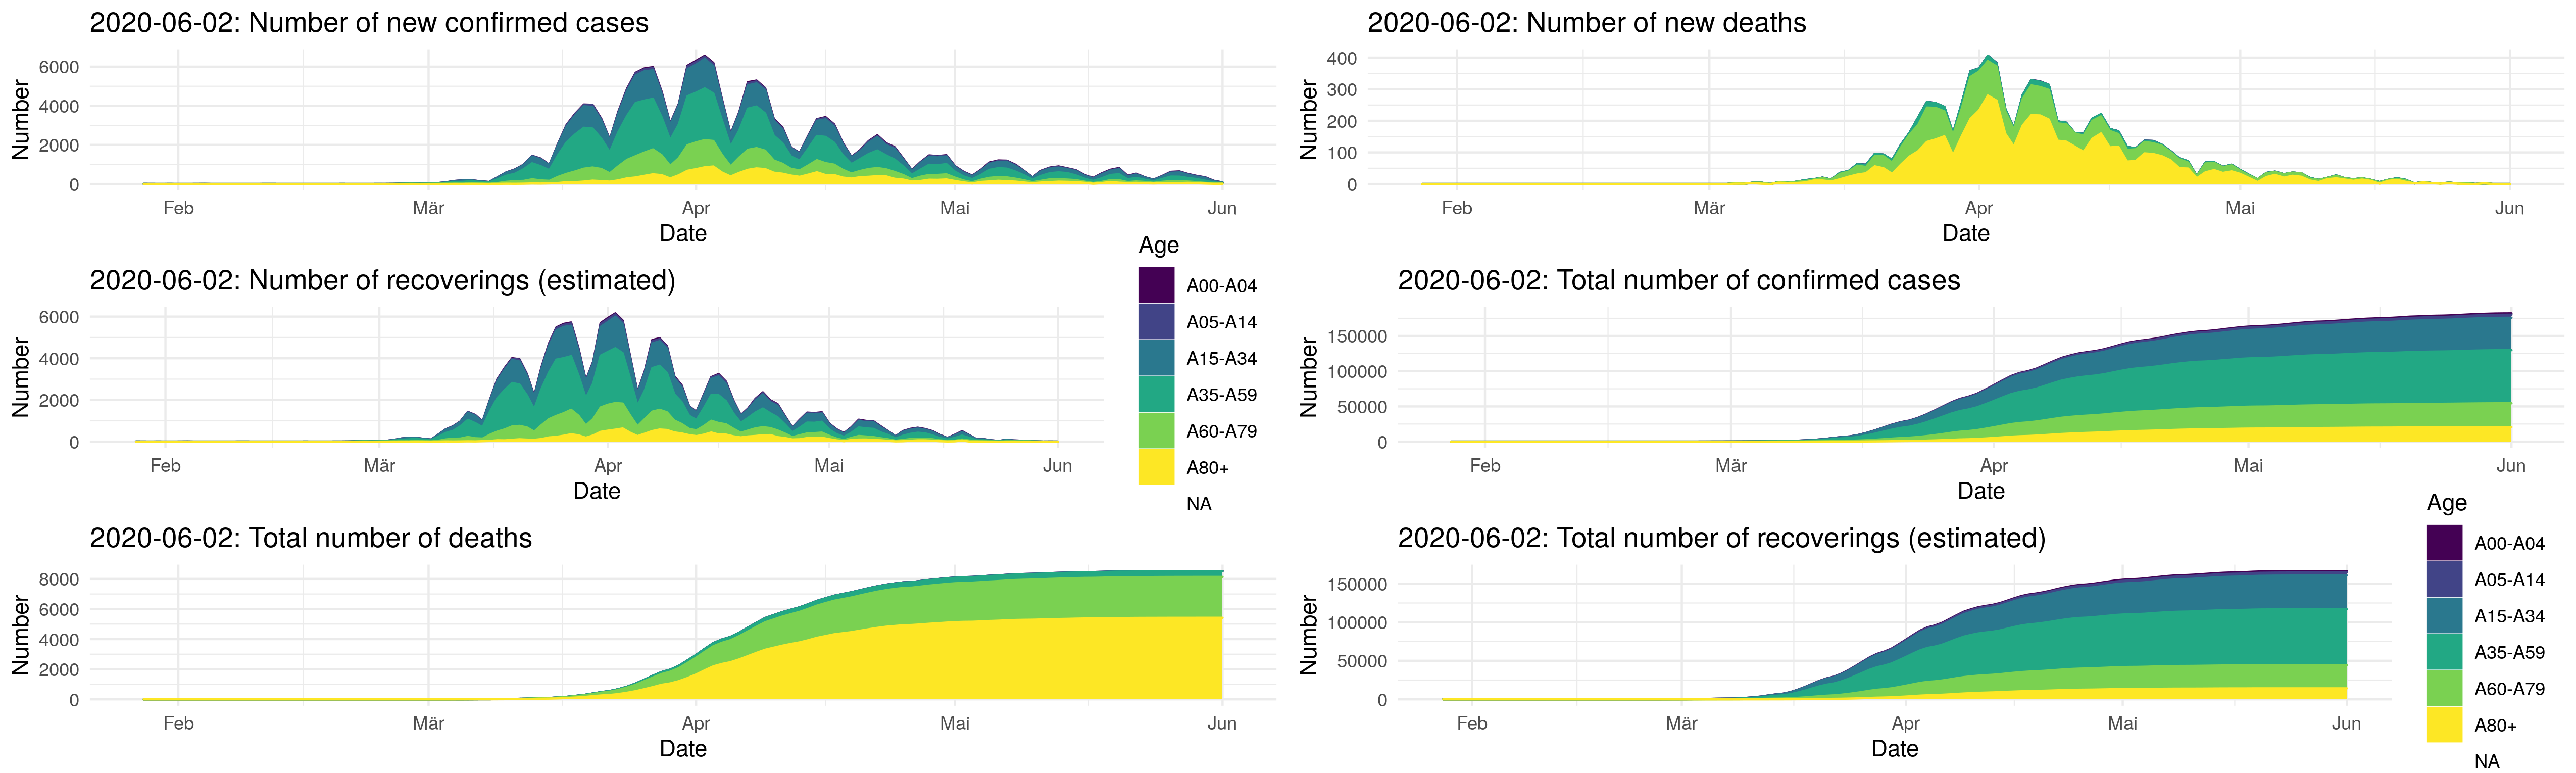 2020-06-02: Number of new confirmed cases
Number
6000
4000
2000
0
Feb
Mär
Apr
Mai
Jun
Date
2020-06-02: Number of new deaths
Number
400
300
200
100
0
Feb
Mär
Apr
Mai
Jun
Date
2020-06-02: Number of recoverings (estimated)
Number
6000
4000
2000
0
Feb
Mär
Apr
Mai
Jun
Date
Age
A00-A04
A05-A14
A15-A34
A35-A59
A60-A79
A80+
NA
2020-06-02: Total number of confirmed cases
Number
150000
100000
50000
0
Feb
Mär
Apr
Mai
Jun
Date
2020-06-02: Total number of deaths
Number
8000
6000
4000
2000
0
Feb
Mär
Apr
Mai
Jun
Date
2020-06-02: Total number of recoverings (estimated)
Number
150000
100000
50000
0
Feb
Mär
Apr
Mai
Jun
Date
Age
A00-A04
A05-A14
A15-A34
A35-A59
A60-A79
A80+
NA